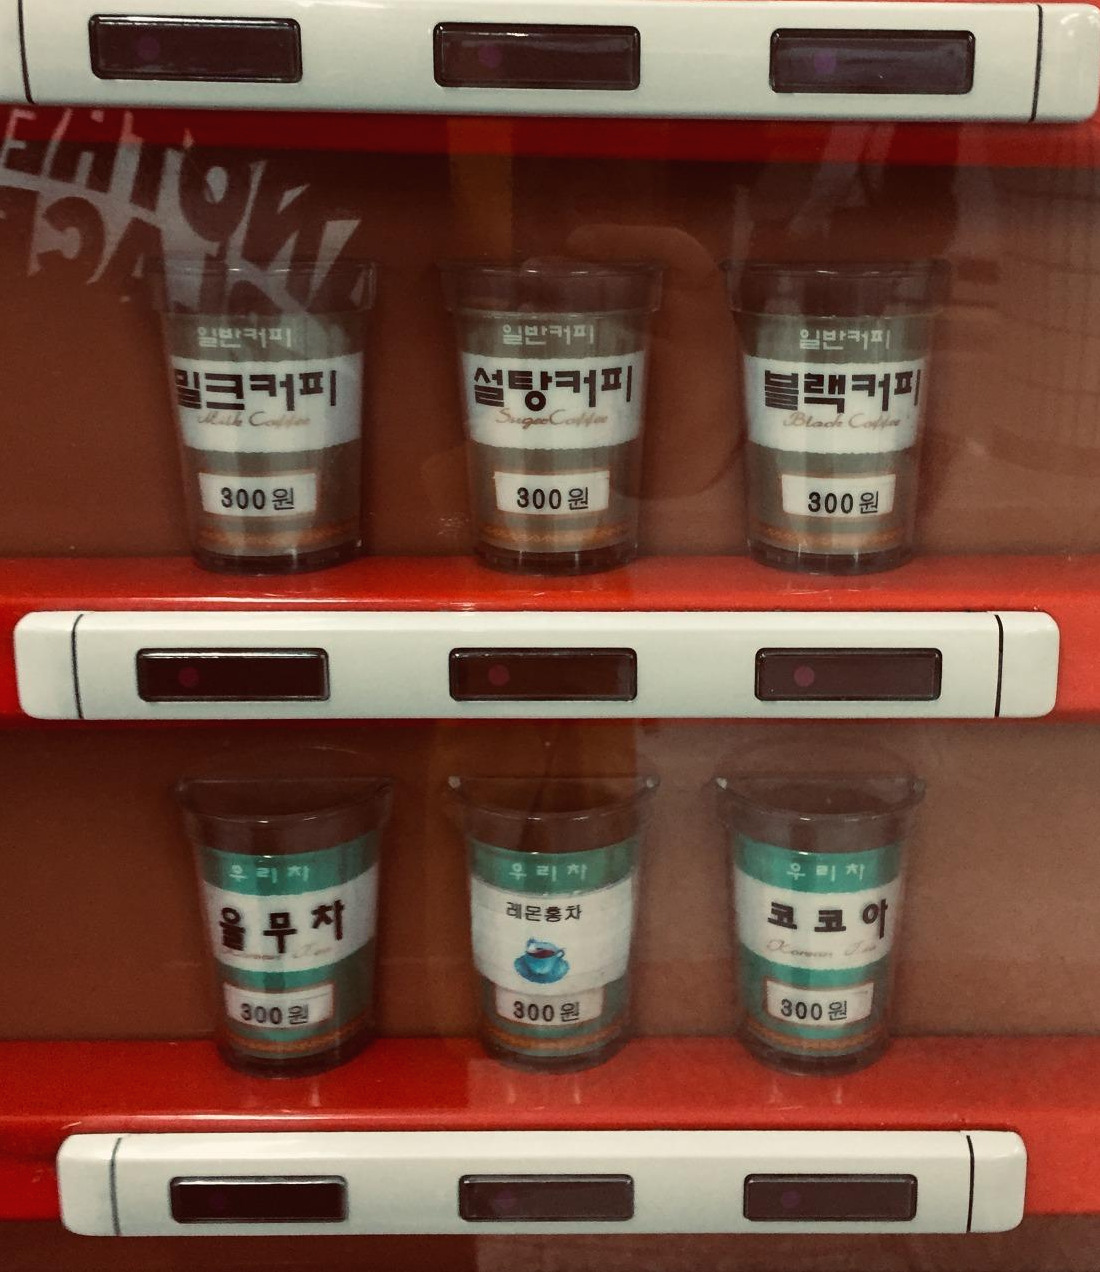 일반커피
밀크커피
Milk Coffee
300원
일반커피
설탕커피
Suger Coffee
300원
일반커피
블랙커피
Black Coffee
300원
우리차
율무차
Korean Tea
300원
우리차
레몬홍차
300원
우리차
코코아
Korean Tea
300원